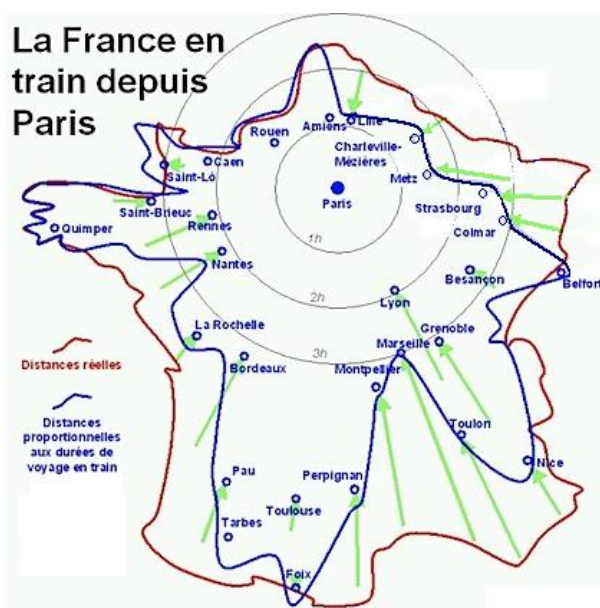 La France en
train depuis
Paris
Rouen
Amiens
Lille
Charleville-
Mézières
Caen
Saint-Lô
Metz
Paris
Saint-Brieuc
Strasbourg
Rennes
Quimper
Colmar
1h
Nantes
Besançon
Belfort
2h
Lyon
La Rochelle
Grenoble
Marseille
3h
Bordeaux
Montpellier
Distances réelles
Distances
proportionnelles
aux durées de
voyage en train
Toulon
Nice
Pau
Perpignan
Toulouse
Tarbes
Foix